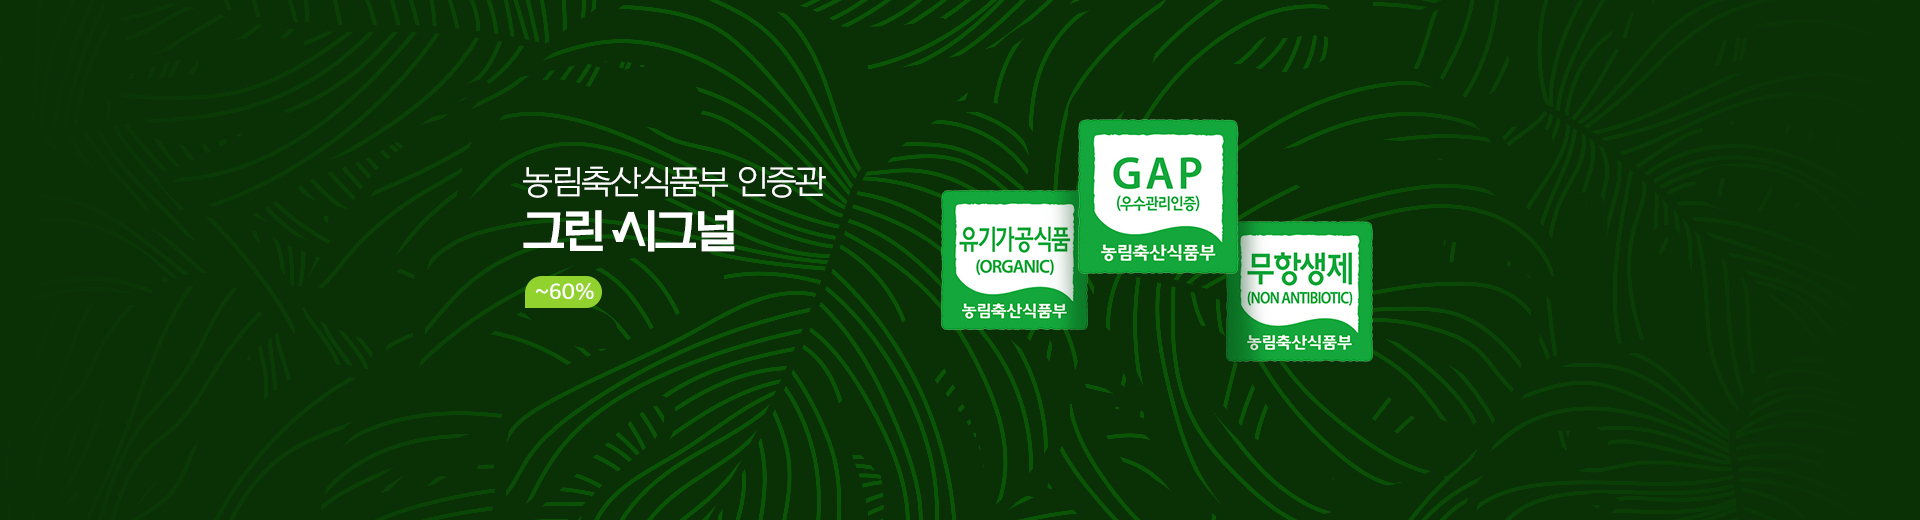 농림축산식품부 인증관
그린 시그널
~60%
유기가공식품
(ORGANIC)
농림축산식품부
GAP
(우수관리인증)
농림축산식품부
무항생제
(NON ANTIBIOTIC)
농림축산식품부